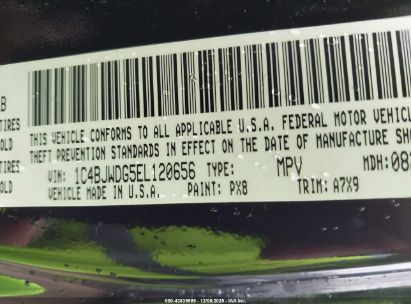 B
TIRES
OLD
THIS VEHICLE CONFORMS TO ALL APPLICABLE U.S.A. FEDERAL MOTOR VEHICLE
THEFT PREVENTION STANDARDS IN EFFECT ON THE DATE OF MANUFACTURE SH
VIN: 1C4BJWDG5EL120656 TYPE: MPV MDH: 08
VEHICLE MADE IN U.S.A. PAINT: PX8 TRIM: A7X9
TIRES
OLD